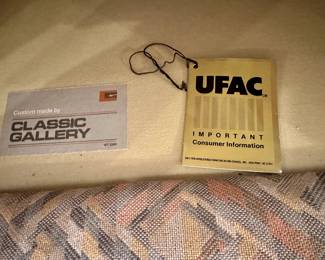 Custom made by
CLASSIC
GALLERY
UFAC®
IMPORTANT
Consumer Information